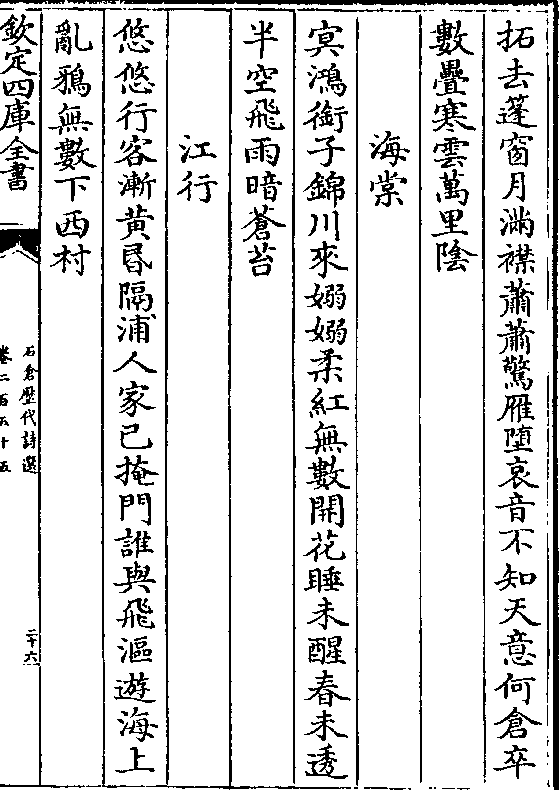 拓去蓬窗月滿襟蕭蕭驚雁墮哀音不知天意何倉卒
數疊寒雲萬里陰
海棠
寞鴻銜子錦川來嫋嫋柔紅無數開花睡未醒春未透
半空飛雨暗蒼苔
江行
悠悠行客漸黃昏隔浦人家已掩門誰與飛漚遊海上
亂鴉無數下西村
欽定四庫全書
石倉歷代詩選
卷二百五十五
二十六